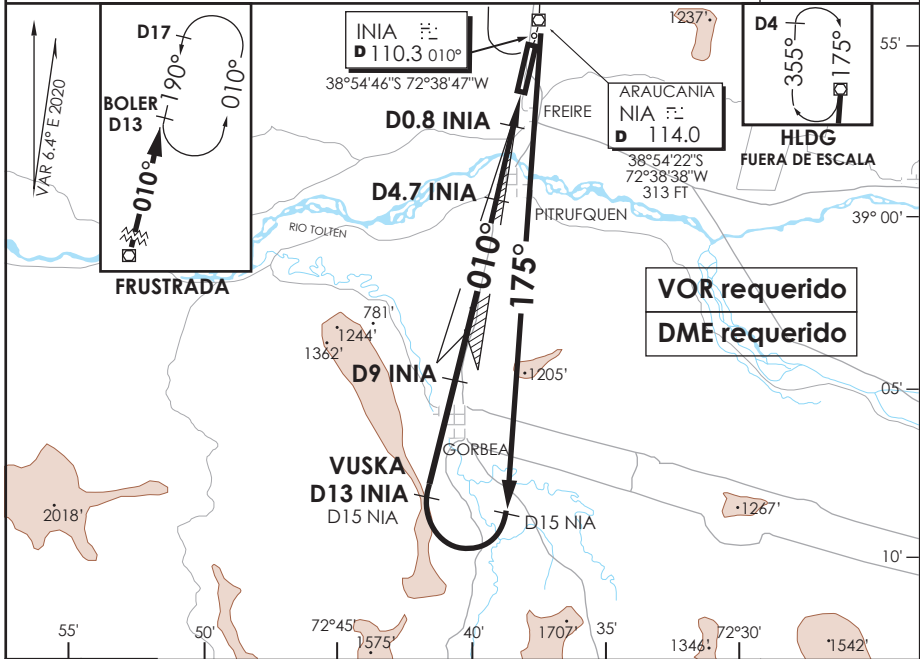 D17
190°
010°
BOLER
D13
010°
VAR 6.4° E 2020
FRUSTRADA
INIA
D 110.3 010°
38°54'46"S 72°38'47"W
ARAUCANIA
NIA
D 114.0
38°54'22"S
72°38'38"W
313 FT
1237'
D4
355°
175°
HLDG
FUERA DE ESCALA
55'
D0.8 INIA
FREIRE
D4.7 INIA
PITRUFQUEN
RIO TOLTEN
39° 00'
010°
175°
VOR requerido
DME requerido
781'
1244'
1362'
D9 INIA
1205'
05'
GORBEA
VUSKA
D13 INIA
D15 NIA
D15 NIA
2018'
1267'
10'
55'
50'
72°45'
1575'
40'
1707'
35'
1346'
72°30'
1542'